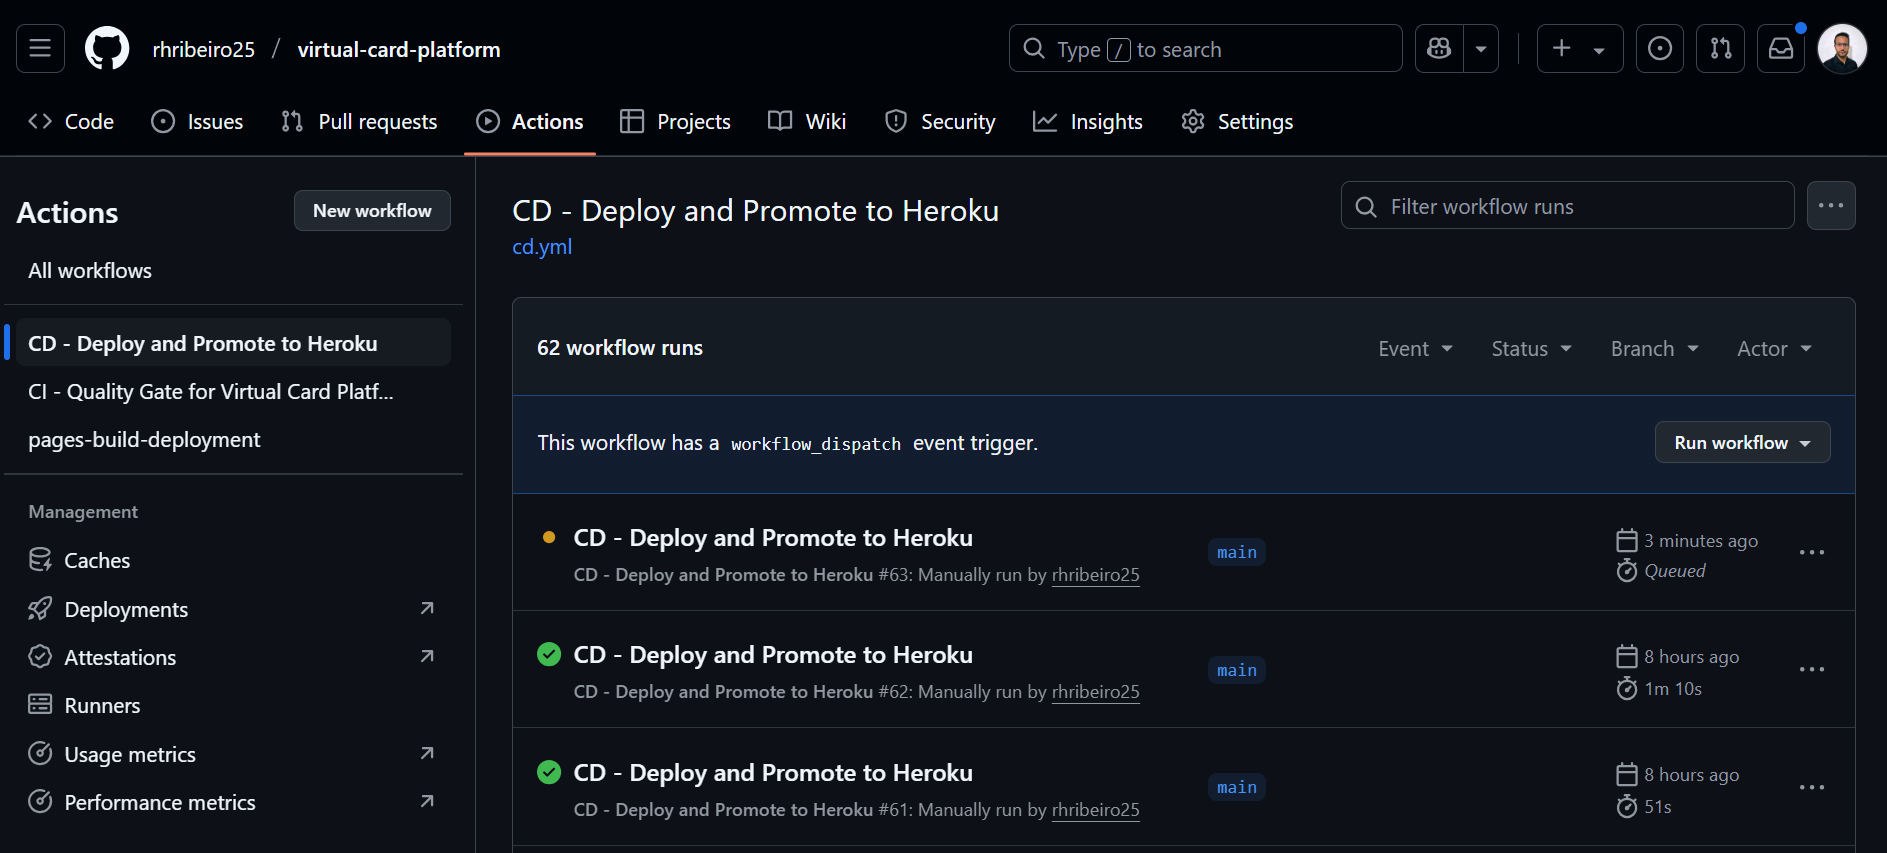 rhribeiro25 / virtual-card-platform
Type / to search
Code
Issues
Pull requests
Actions
Projects
Wiki
Security
Insights
Settings
Actions
New workflow
All workflows
CD - Deploy and Promote to Heroku
CI - Quality Gate for Virtual Card Platf...
pages-build-deployment
Management
Caches
Deployments
Attestations
Runners
Usage metrics
Performance metrics
CD - Deploy and Promote to Heroku
cd.yml
Filter workflow runs
62 workflow runs
Event
Status
Branch
Actor
This workflow has a workflow_dispatch event trigger.
Run workflow
CD - Deploy and Promote to Heroku
CD - Deploy and Promote to Heroku #63: Manually run by rhribeiro25
main
3 minutes ago
Queued
CD - Deploy and Promote to Heroku
CD - Deploy and Promote to Heroku #62: Manually run by rhribeiro25
main
8 hours ago
1m 10s
CD - Deploy and Promote to Heroku
CD - Deploy and Promote to Heroku #61: Manually run by rhribeiro25
main
8 hours ago
51s